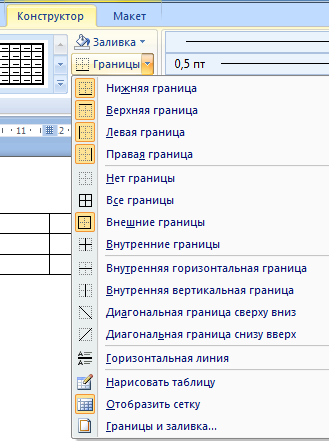 Конструктор Макет
Заливка
Границы
0,5 пт
11 2
Нижняя граница
Верхняя граница
Левая граница
Правая граница
Нет границы
Все границы
Внешние границы
Внутренние границы
Внутренняя горизонтальная граница
Внутренняя вертикальная граница
Диагональная граница сверху вниз
Диагональная граница снизу вверх
Горизонтальная линия
Нарисовать таблицу
Отобразить сетку
Границы и заливка...